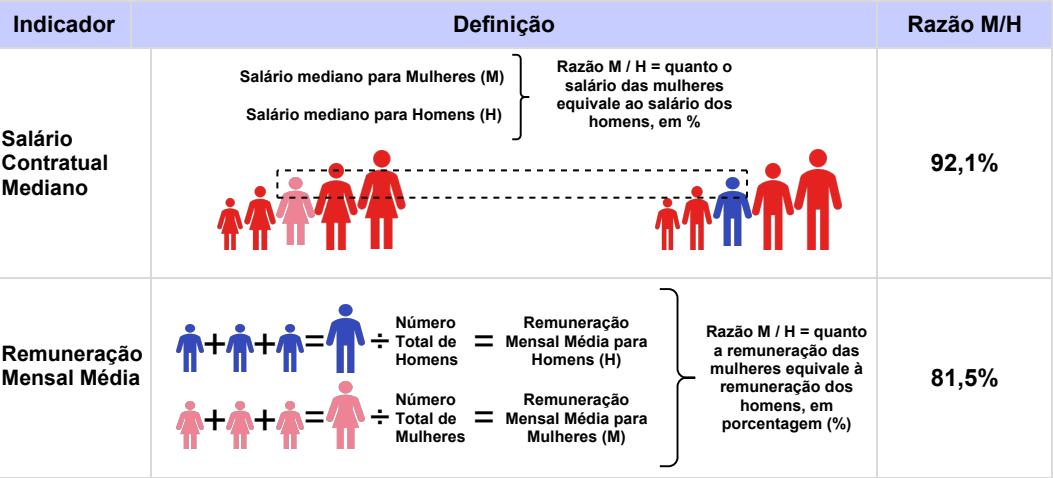 Indicador
Definição
Razão M/H
Salário
Contratual
Mediano
Salário mediano para Mulheres (M)
Salário mediano para Homens (H)
Razão M / H = quanto o
salário das mulheres
equivale ao salário dos
homens, em %
92,1%
Remuneração
Mensal Média
+ + = ÷
Número
Total de
Homens
=
Remuneração
Mensal Média para
Homens (H)
+ + = ÷
Número
Total de
Mulheres
=
Remuneração
Mensal Média para
Mulheres (M)
Razão M / H = quanto
a remuneração das
mulheres equivale à
remuneração dos
homens, em
porcentagem (%)
81,5%